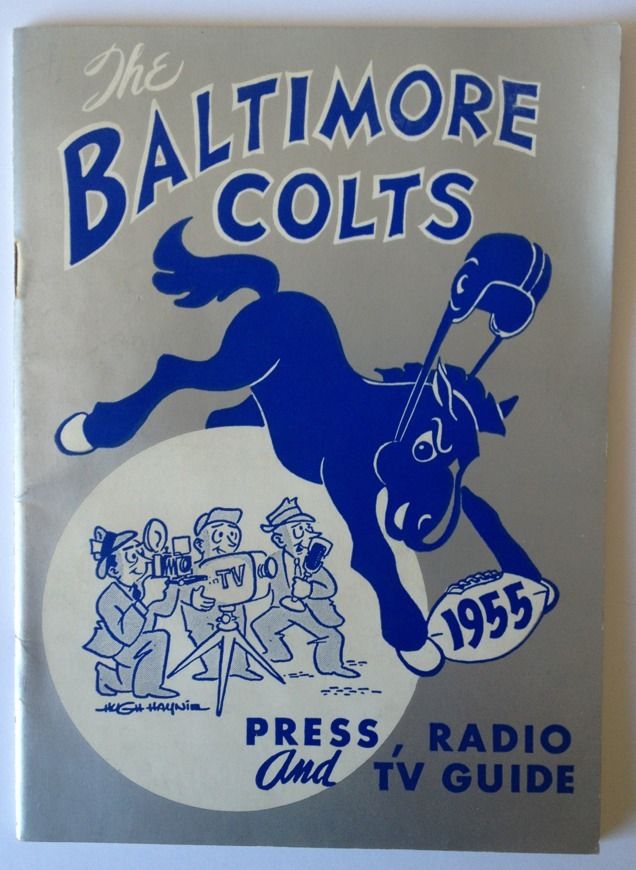 The
BALTIMORE
COLTS
1955
TV
HUGH HAYNIE
PRESS, RADIO
and TV GUIDE